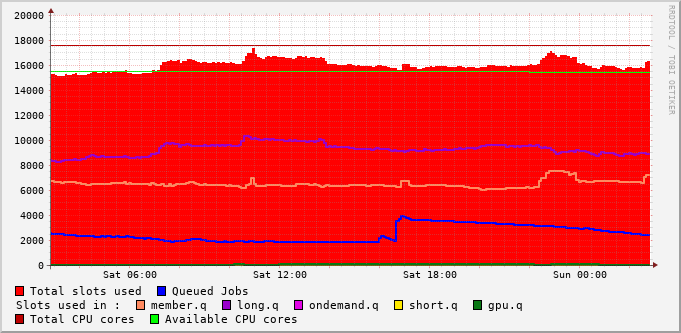 20000
18000
16000
14000
12000
10000
8000
6000
4000
2000
0
Sat 06:00 Sat 12:00 Sat 18:00 Sun 00:00
Total slots used Queued Jobs
Slots used in : member.q long.q ondemand.q short.q gpu.q
Total CPU cores Available CPU cores
RRDTOOL / TOBI OETIKER